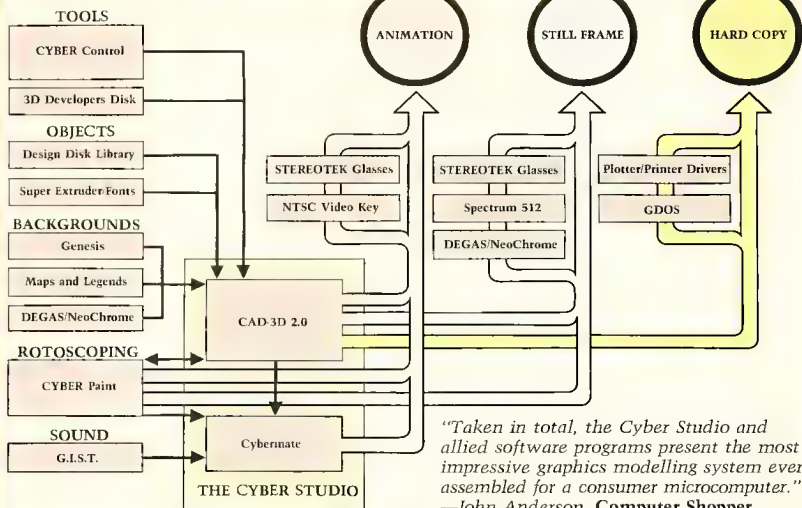 TOOLS
CYBER Control
3D Developers Disk
OBJECTS
Design Disk Library
Super Extruder/Fonts
BACKGROUNDS
Genesis
Maps and Legends
DEGAS/NeoChrome
ROTOSCOPING
CYBER Paint
SOUND
G.I.S.T.
ANIMATION
STILL FRAME
HARD COPY
STEREOTEK Glasses
NTSC Video Key
STEREOTEK Glasses
Spectrum 512
DEGAS/NeoChrome
Plotter/Printer Drivers
GDOS
CAD-3D 2.0
Cybermate
THE CYBER STUDIO
"Taken in total, the Cyber Studio and
allied software programs present the most
impressive graphics modelling system ever
assembled for a consumer microcomputer."
—John Anderson, Computer Shopper